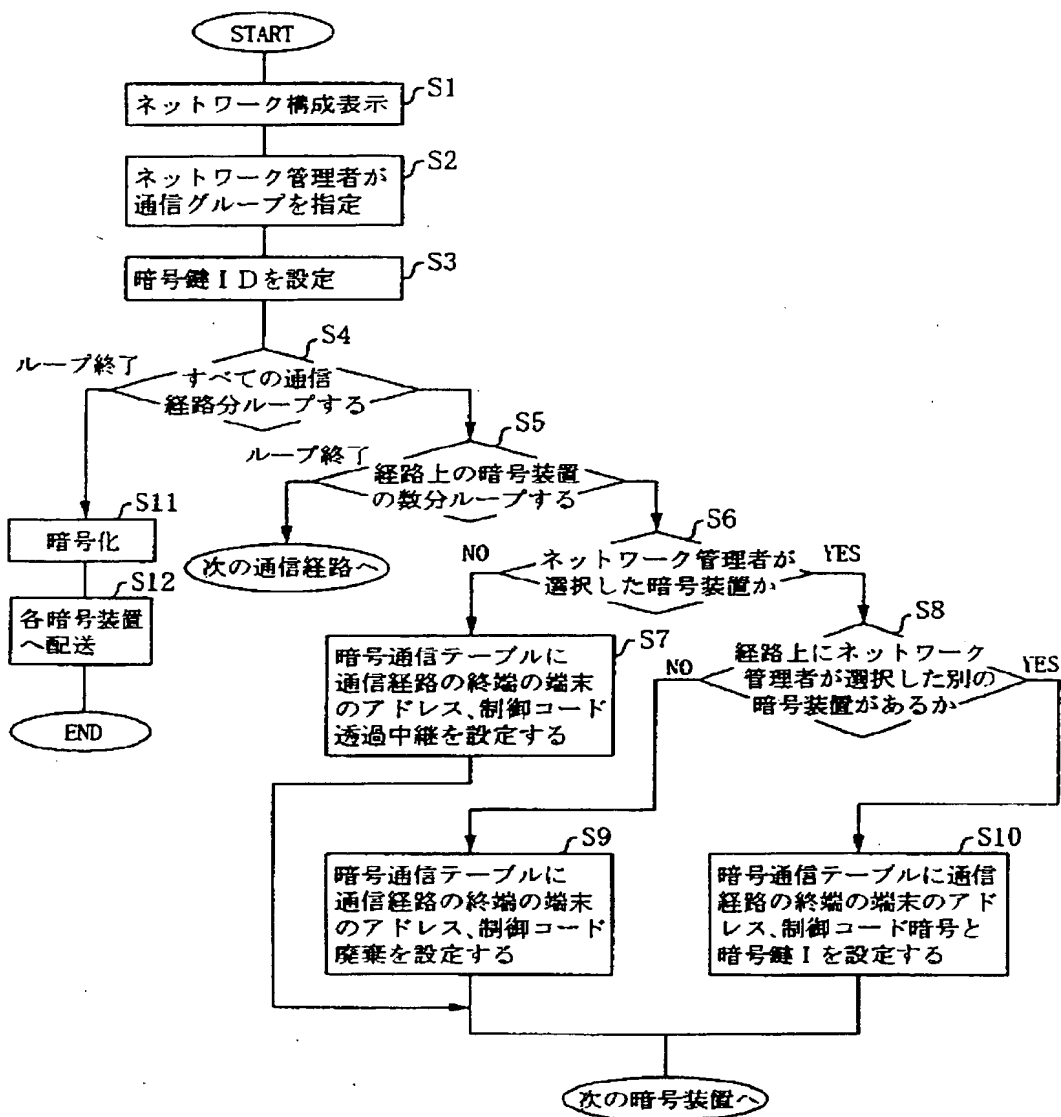 START
S1
ネットワーク構成表示
S2
ネットワーク管理者が
通信グループを指定
S3
暗号鍵IDを設定
S4
ループ終了
すべての通信
経路分ループする
S5
ループ終了
経路上の暗号装置
の数分ループする
S11
暗号化
次の通信経路へ
S6
NO
ネットワーク管理者が
選択した暗号装置か
YES
S12
各暗号装置
へ配送
END
S7
暗号通信テーブルに
通信経路の終端の端末
のアドレス、制御コード
透過中継を設定する
S8
NO
経路上にネットワーク
管理者が選択した別の
暗号装置があるか
YES
S9
暗号通信テーブルに
通信経路の終端の端末
のアドレス、制御コード
廃棄を設定する
S10
暗号通信テーブルに通信
経路の終端の端末のアド
レス、制御コード暗号と
暗号鍵Iを設定する
次の暗号装置へ